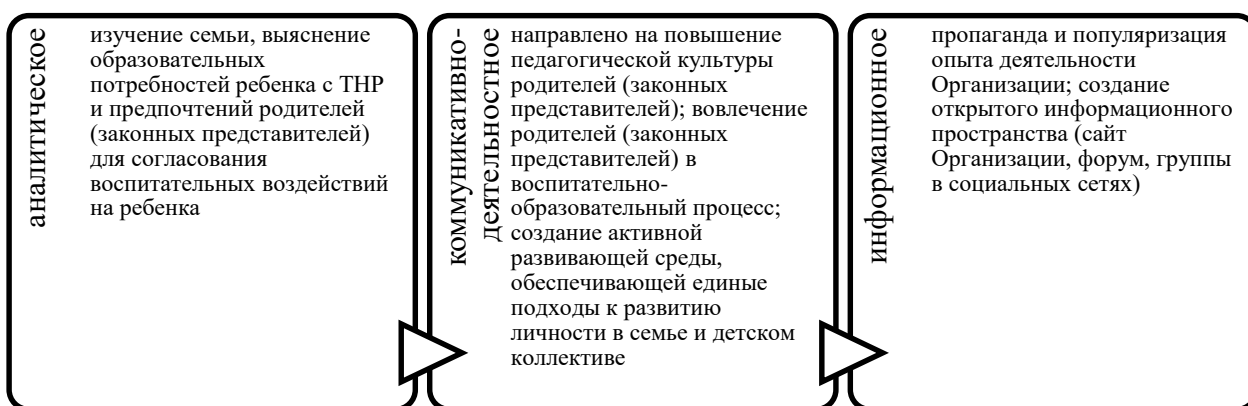 аналитическое
изучение семьи, выяснение
образовательных
потребностей ребенка с ТНР
и предпочтений родителей
(законных представителей)
для согласования
воспитательных воздействий
на ребенка
коммуникативно-
деятельностное
направлено на повышение
педагогической культуры
родителей (законных
представителей); вовлечение
родителей (законных
представителей) в
воспитательно-
образовательный процесс;
создание активной
развивающей среды,
обеспечивающей единые
подходы к развитию
личности в семье и детском
коллективе
информационное
пропаганда и популяризация
опыта деятельности
Организации; создание
открытого информационного
пространства (сайт
Организации, форум, группы
в социальных сетях)